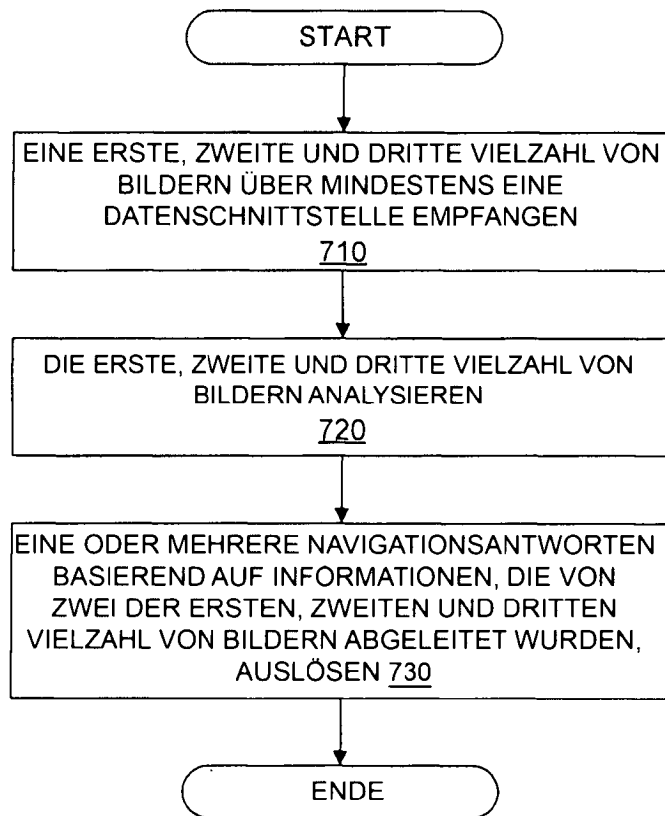 START
EINE ERSTE, ZWEITE UND DRITTE VIELZAHL VON
BILDERN ÜBER MINDESTENS EINE
DATENSCHNITTSTELLE EMPFANGEN
710
DIE ERSTE, ZWEITE UND DRITTE VIELZAHL VON
BILDERN ANALYSIEREN
720
EINE ODER MEHRERE NAVIGATIONSANTWORTEN
BASIEREND AUF INFORMATIONEN, DIE VON
ZWEI DER ERSTEN, ZWEITEN UND DRITTEN
VIELZAHL VON BILDERN ABGELEITET WURDEN,
AUSLÖSEN 730
ENDE